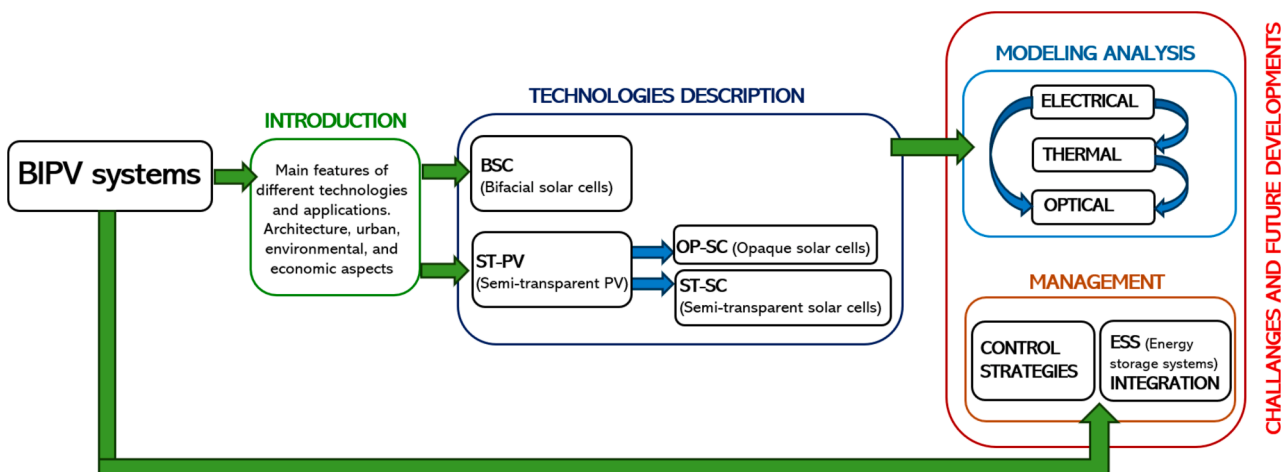 BIPV systems
INTRODUCTION
Main features of
different technologies
and applications.
Architecture, urban,
environmental, and
economic aspects
TECHNOLOGIES DESCRIPTION
BSC
(Bifacial solar cells)
ST-PV
(Semi-transparent PV)
OP-SC (Opaque solar cells)
ST-SC
(Semi-transparent solar cells)
MODELING ANALYSIS
ELECTRICAL
THERMAL
OPTICAL
MANAGEMENT
CONTROL
STRATEGIES
ESS (Energy
storage systems)
INTEGRATION
CHALLANGES AND FUTURE DEVELOPMENTS